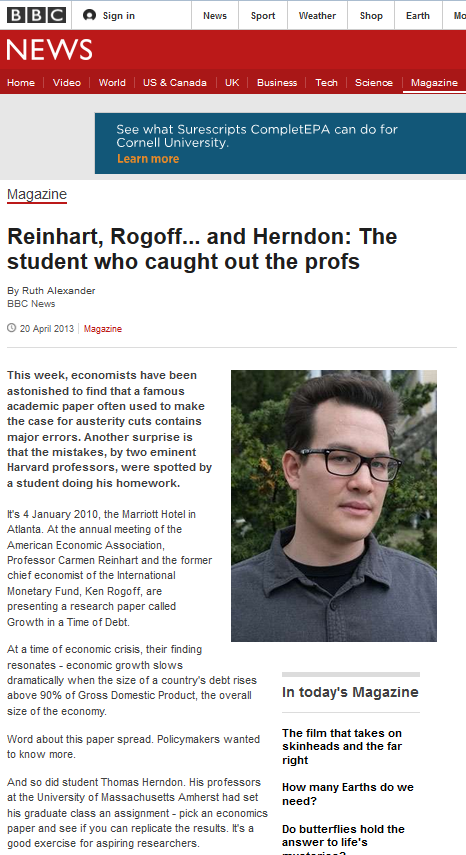 BBC Sign in News Sport Weather Shop Earth Mo
NEWS
Home Video World US & Canada UK Business Tech Science Magazine
See what Surescripts CompletEPA can do for
Cornell University.
Learn more
Magazine
Reinhart, Rogoff... and Herndon: The
student who caught out the profs
By Ruth Alexander
BBC News
20 April 2013 Magazine
This week, economists have been
astonished to find that a famous
academic paper often used to make
the case for austerity cuts contains
major errors. Another surprise is
that the mistakes, by two eminent
Harvard professors, were spotted by
a student doing his homework.
It's 4 January 2010, the Marriott Hotel in
Atlanta. At the annual meeting of the
American Economic Association,
Professor Carmen Reinhart and the former
chief economist of the International
Monetary Fund, Ken Rogoff, are
presenting a research paper called
Growth in a Time of Debt.
At a time of economic crisis, their finding
resonates - economic growth slows
dramatically when the size of a country's debt rises
above 90% of Gross Domestic Product, the overall
size of the economy.
Word about this paper spread. Policymakers wanted
to know more.
And so did student Thomas Herndon. His professors
at the University of Massachusetts Amherst had set
his graduate class an assignment - pick an economics
paper and see if you can replicate the results. It's a
good exercise for aspiring researchers.
In today's Magazine
The film that takes on
skinheads and the far
right
How many Earths do we
need?
Do butterflies hold the
answer to life's
mysteries?